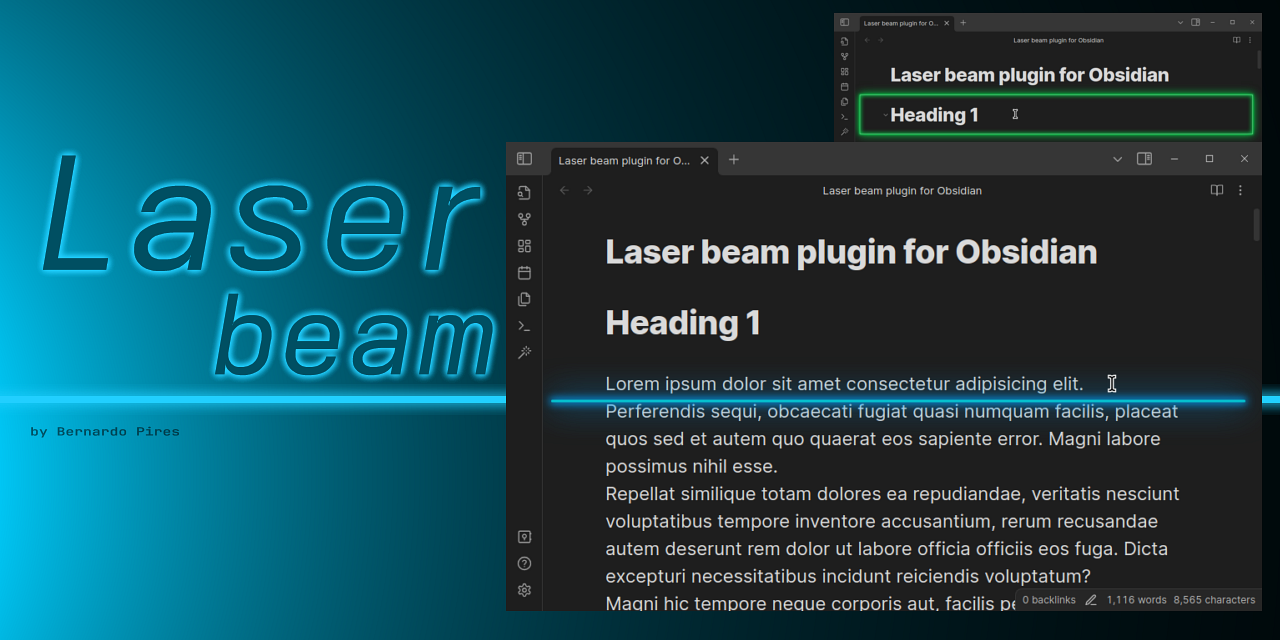 Laser
beam
by Bernardo Pires
Laser beam plugin for O...
Laser beam plugin for Obsidian
Laser beam plugin for Obsidian
Heading 1
Laser beam plugin for O...
Laser beam plugin for Obsidian
Laser beam plugin for Obsidian
Heading 1
Lorem ipsum dolor sit amet consectetur adipisicing elit.
Perferendis sequi, obcaecati fugiat quasi numquam facilis, placeat
quos sed et autem quo quaerat eos sapiente error. Magni labore
possimus nihil esse.
Repellat similique totam dolores ea repudiandae, veritatis nesciunt
voluptatibus tempore inventore accusantium, rerum recusandae
autem deserunt rem dolor ut labore officia officiis eos fuga. Dicta
excepturi necessitatibus incidunt reiciendis voluptatum?
Magni hic tempore neque corporis aut, facilis
0 backlinks 1,116 words 8,565 characters